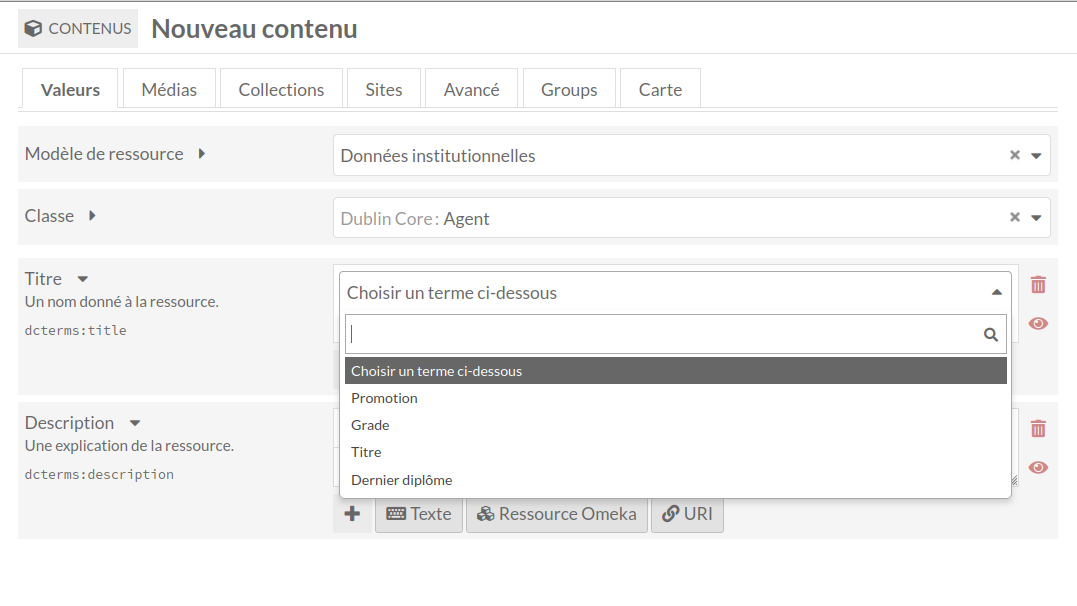 CONTENUS Nouveau contenu
Valeurs Médias Collections Sites Avancé Groups Carte
Modèle de ressource Données institutionnelles
Classe Dublin Core : Agent
Titre
Un nom donné à la ressource.
dcterms:title
Choisir un terme ci-dessous
Choisir un terme ci-dessous
Promotion
Grade
Titre
Dernier diplôme
Description
Une explication de la ressource.
dcterms:description
Texte Ressource Omeka URI